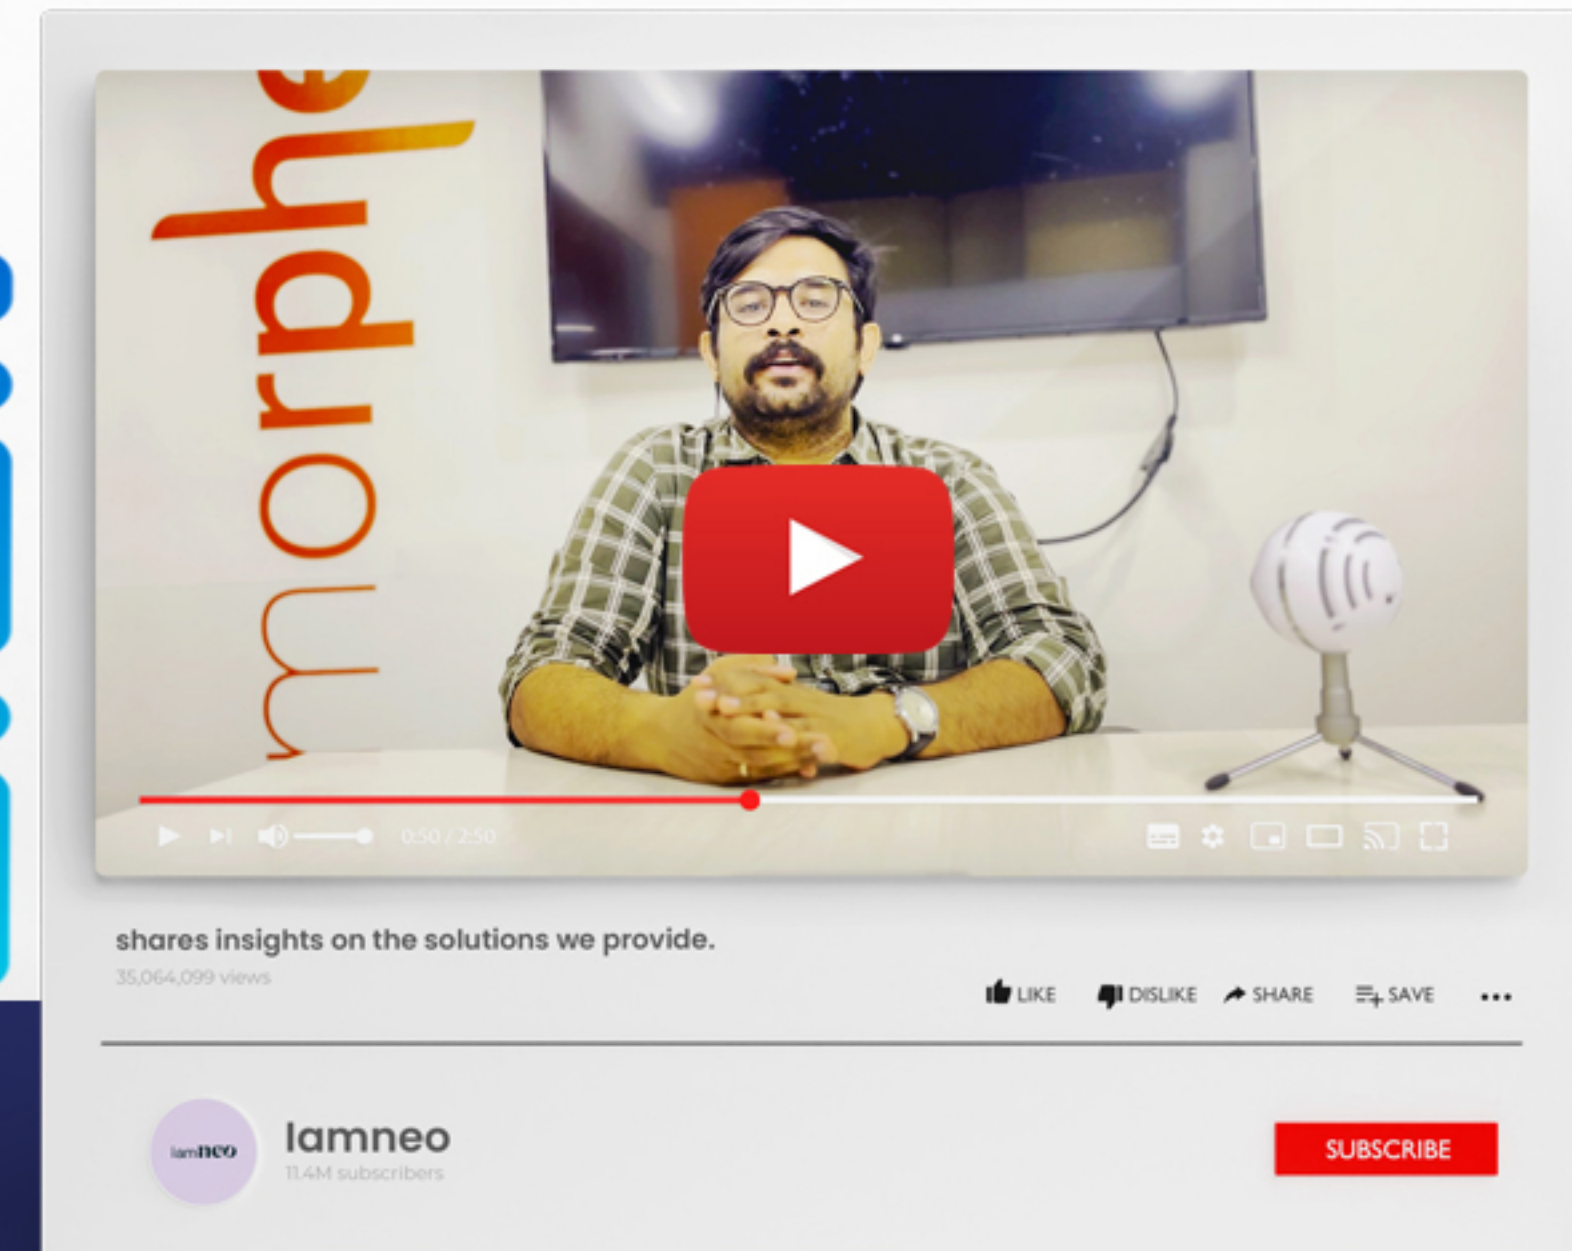 morphe
0:50 / 2:50
shares insights on the solutions we provide.
35,064,099 views
LIKE DISLIKE SHARE SAVE
iamneo
Iamneo
11.4M subscribers
SUBSCRIBE